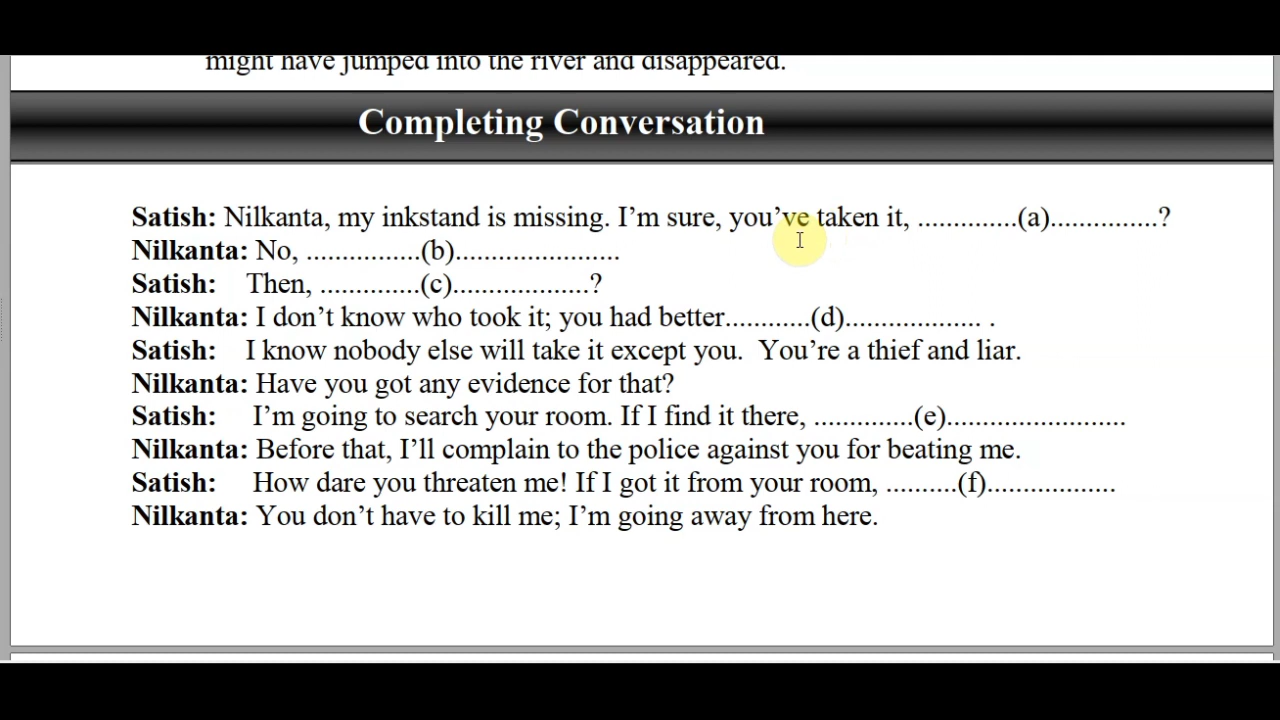 might have jumped into the river and disappeared.
Completing Conversation
Satish: Nilkanta, my inkstand is missing. I’m sure, you’ve taken it, ..............(a)...............?
Nilkanta: No, ................(b).......................
Satish: Then, ..............(c)...................?
Nilkanta: I don’t know who took it; you had better............(d)................... .
Satish: I know nobody else will take it except you. You’re a thief and liar.
Nilkanta: Have you got any evidence for that?
Satish: I’m going to search your room. If I find it there, ..............(e).........................
Nilkanta: Before that, I’ll complain to the police against you for beating me.
Satish: How dare you threaten me! If I got it from your room, ..........(f)..................
Nilkanta: You don’t have to kill me; I’m going away from here.